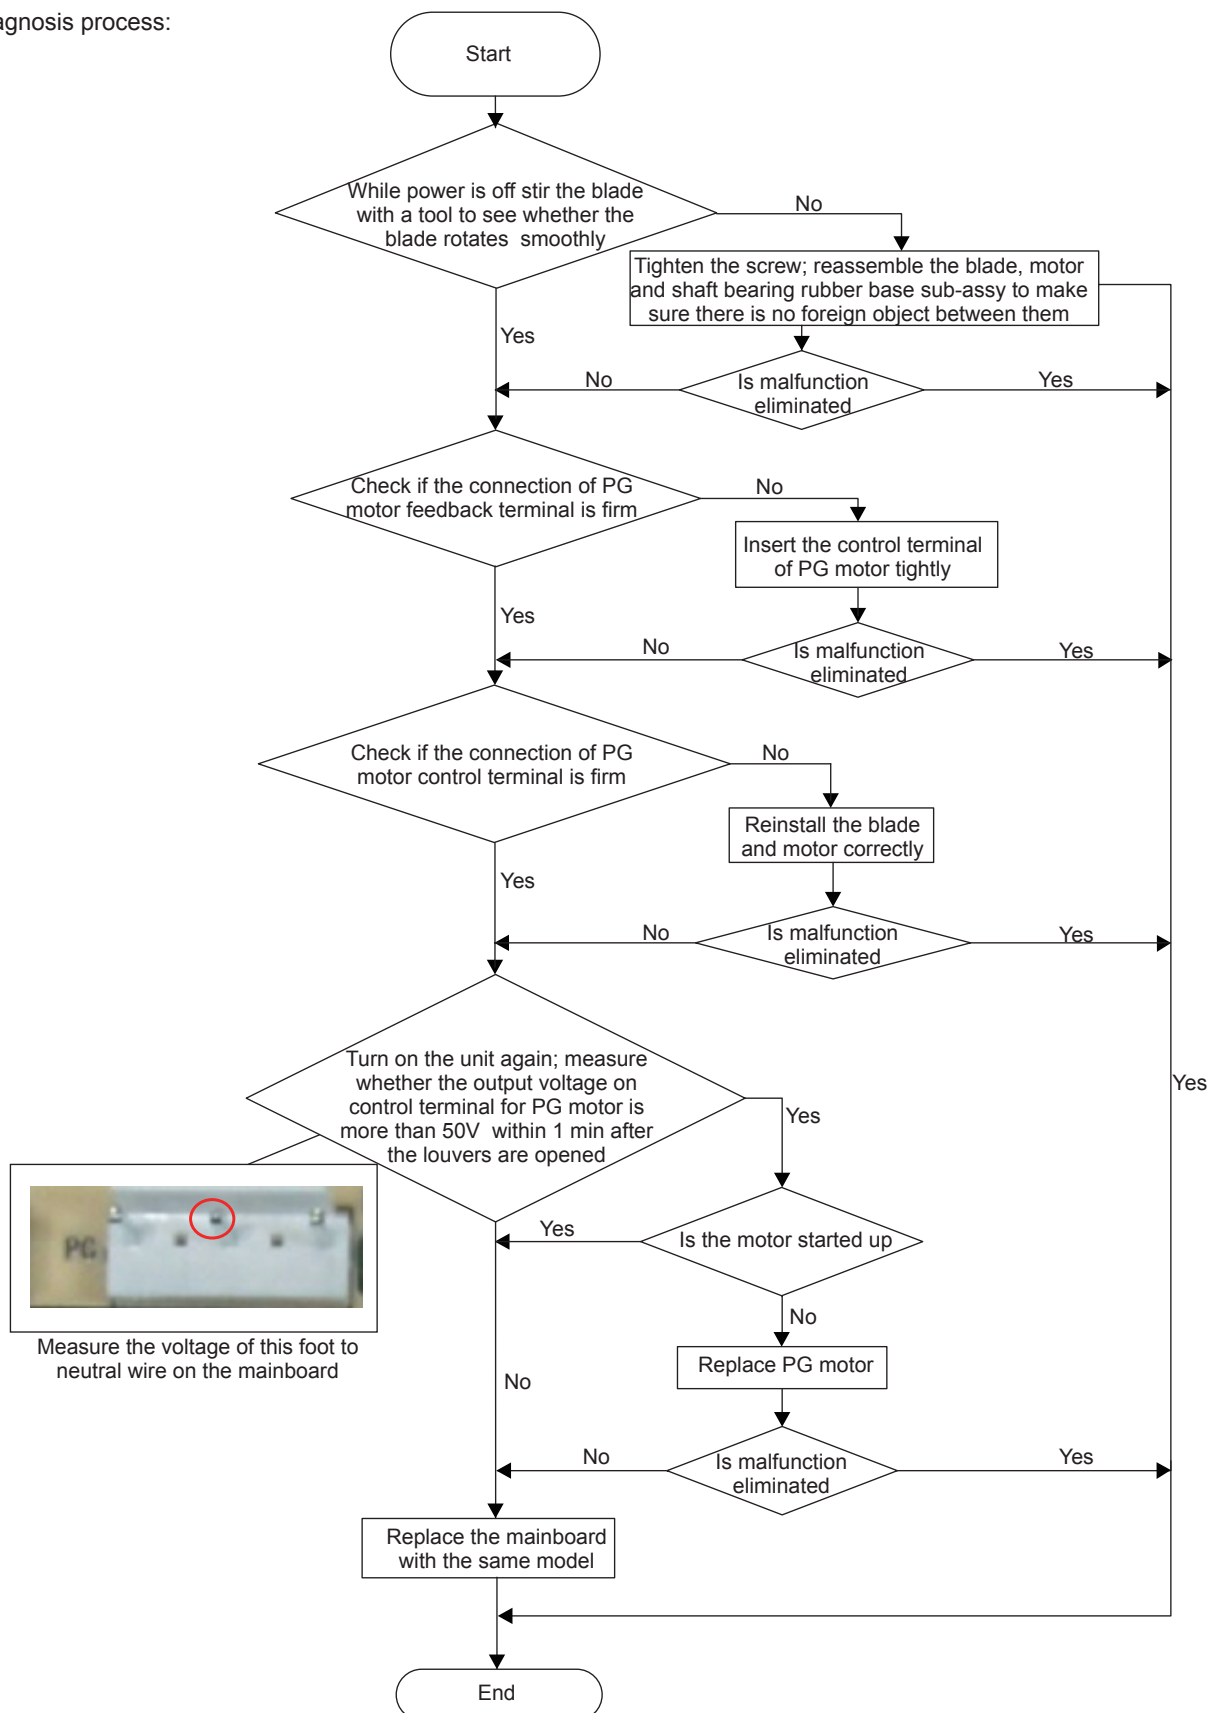 agnosis process:
Start
While power is off stir the blade
with a tool to see whether the
blade rotates smoothly
No
Tighten the screw; reassemble the blade, motor
and shaft bearing rubber base sub-assy to make
sure there is no foreign object between them
Yes
No
Is malfunction
eliminated
Yes
Check if the connection of PG
motor feedback terminal is firm
No
Insert the control terminal
of PG motor tightly
Yes
No
Is malfunction
eliminated
Yes
Check if the connection of PG
motor control terminal is firm
No
Reinstall the blade
and motor correctly
Yes
No
Is malfunction
eliminated
Yes
Turn on the unit again; measure
whether the output voltage on
control terminal for PG motor is
more than 50V within 1 min after
the louvers are opened
Yes
Yes
PG
Yes
Is the motor started up
Measure the voltage of this foot to
neutral wire on the mainboard
No
Replace PG motor
No
No
Is malfunction
eliminated
Yes
Replace the mainboard
with the same model
End